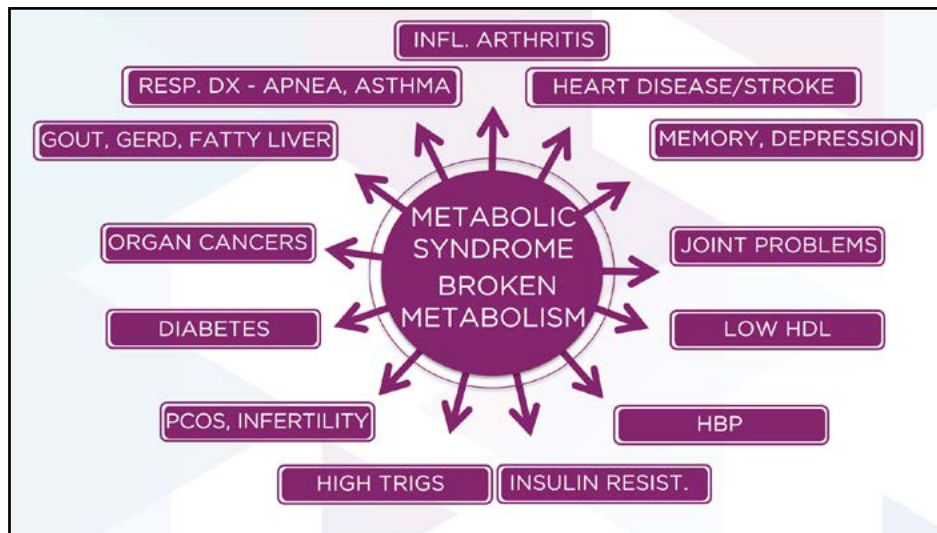 INFL. ARTHRITIS
RESP. DX - APNEA, ASTHMA
HEART DISEASE/STROKE
GOUT, GERD, FATTY LIVER
MEMORY, DEPRESSION
METABOLIC
SYNDROME
BROKEN
METABOLISM
ORGAN CANCERS
JOINT PROBLEMS
DIABETES
LOW HDL
PCOS, INFERTILITY
HBP
HIGH TRIGS
INSULIN RESIST.